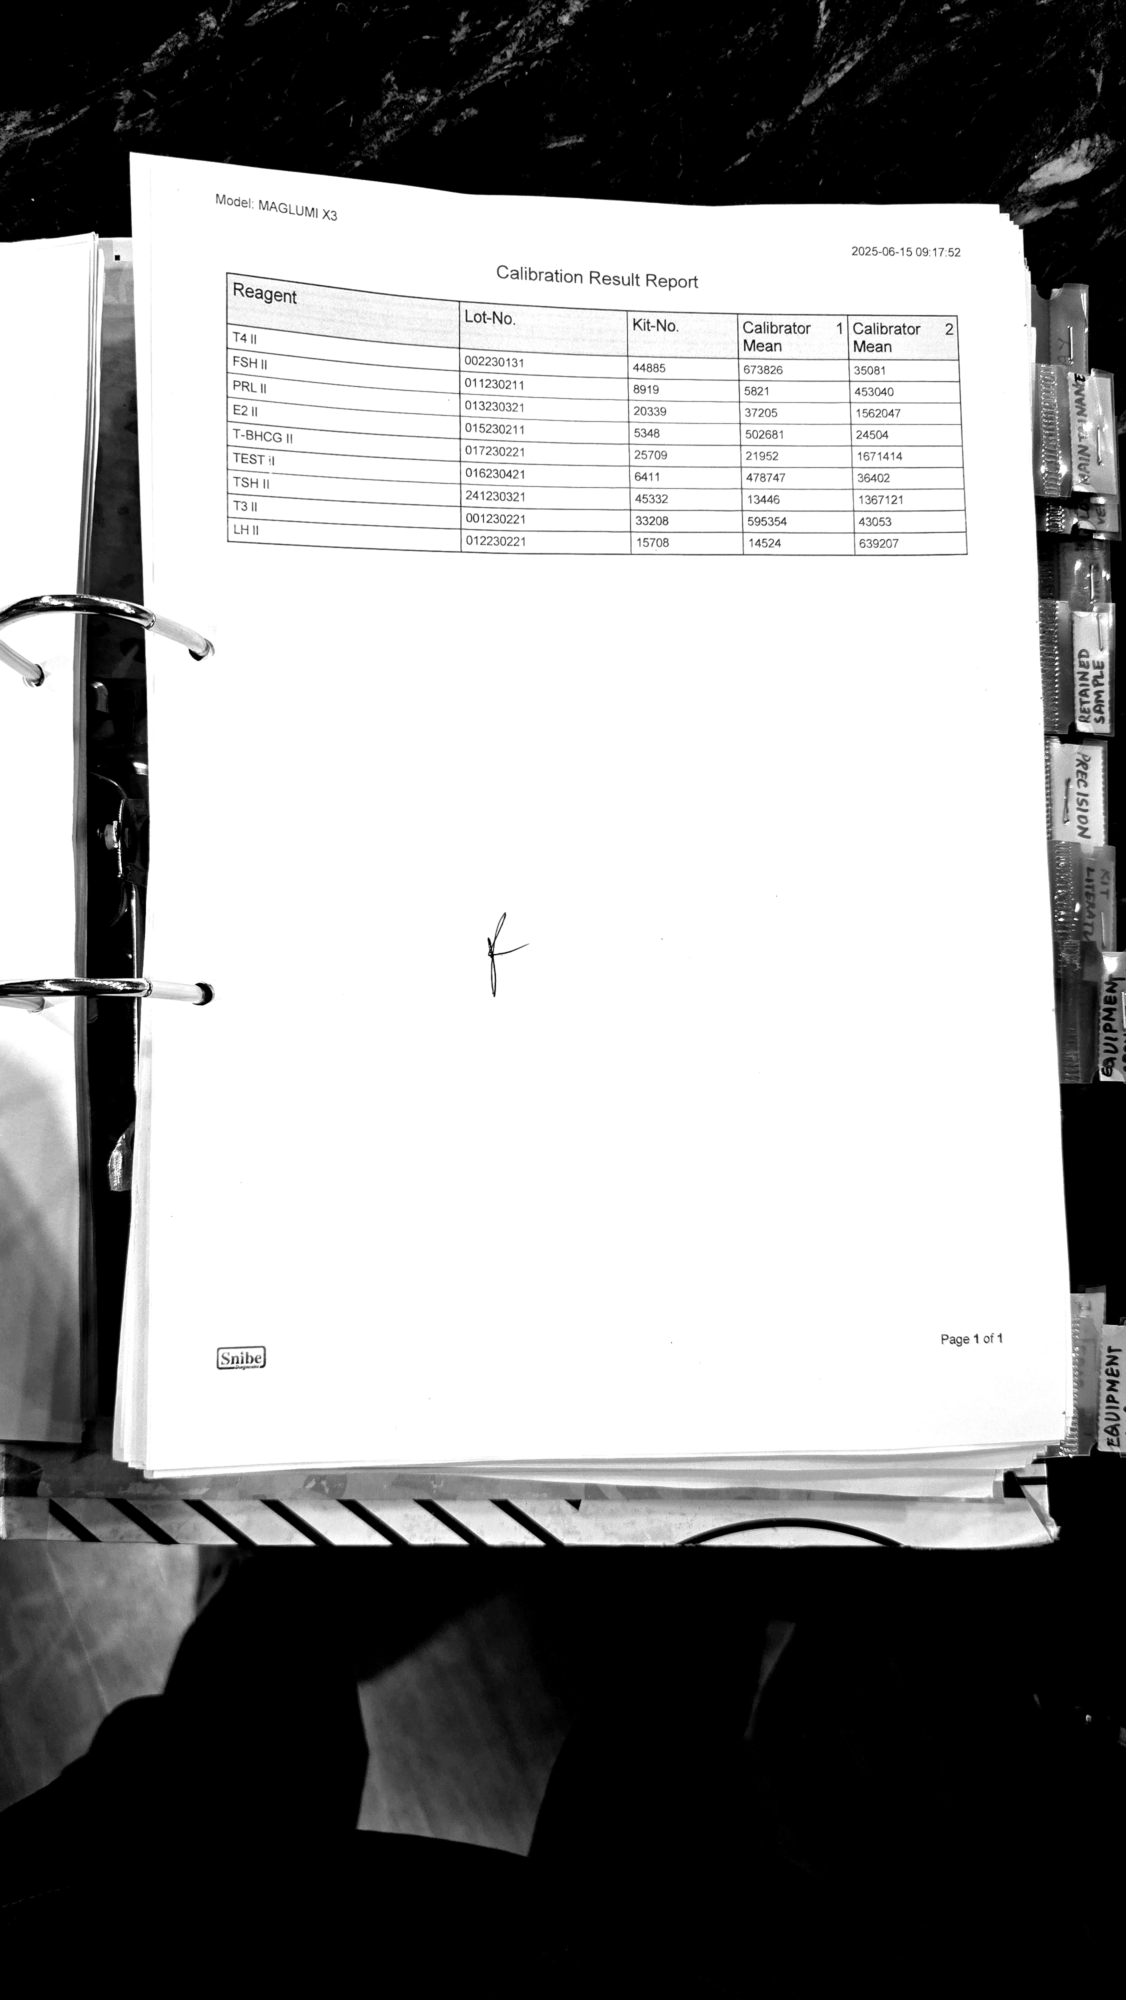 Model: MAGLUMI X3
2025-06-15 09:17:52
Calibration Result Report
Reagent Lot-No. Kit-No. Calibrator 1 Mean Calibrator 2 Mean
T4 II 002230131 44885 673826 35081
FSH II 011230211 8919 5821 453040
PRL II 013230321 20339 37205 1562047
E2 II 015230211 5348 502681 24504
T-BHCG II 017230221 25709 21952 1671414
TEST II 016230421 6411 478747 36402
TSH II 241230321 45332 13446 1367121
T3 II 001230221 33208 595354 43053
LH II 012230221 15708 14524 639207
MAINTAINANE
RETAINED
SAMPLE
PRECISION
KIT
EQUIPMEN
EQUIPMENT
Snibe
Page 1 of 1